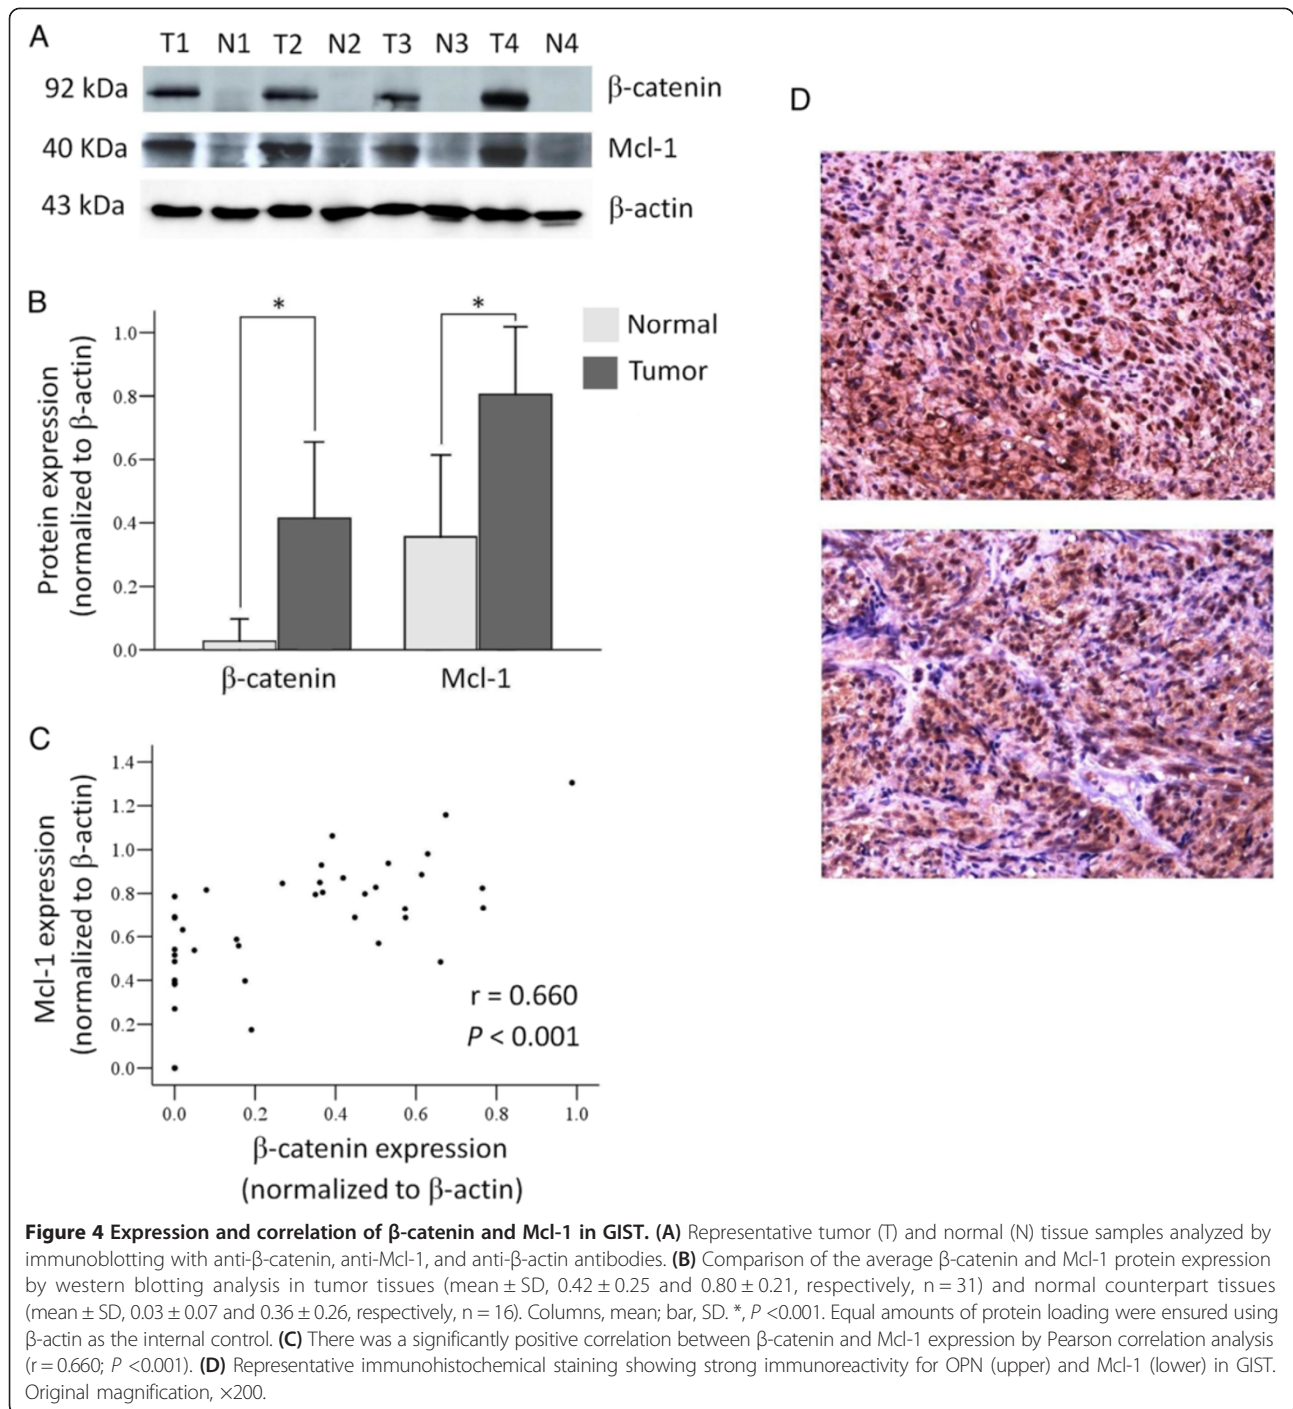 A
T1 N1 T2 N2 T3 N3 T4 N4
92 kDa β-catenin
40 KDa Mcl-1
43 kDa β-actin
B
Protein expression
(normalized to β-actin)
1.0
0.8
0.6
0.4
0.2
0.0
* *
Normal
Tumor
β-catenin Mcl-1
C
Mcl-1 expression
(normalized to β-actin)
1.4
1.2
1.0
0.8
0.6
0.4
0.2
0.0
r = 0.660
P < 0.001
0.0 0.2 0.4 0.6 0.8 1.0
β-catenin expression
(normalized to β-actin)
D
Figure 4 Expression and correlation of β-catenin and Mcl-1 in GIST. (A) Representative tumor (T) and normal (N) tissue samples analyzed by
immunoblotting with anti-β-catenin, anti-Mcl-1, and anti-β-actin antibodies. (B) Comparison of the average β-catenin and Mcl-1 protein expression
by western blotting analysis in tumor tissues (mean ± SD, 0.42 ± 0.25 and 0.80 ± 0.21, respectively, n = 31) and normal counterpart tissues
(mean ± SD, 0.03 ± 0.07 and 0.36 ± 0.26, respectively, n = 16). Columns, mean; bar, SD. *, P <0.001. Equal amounts of protein loading were ensured using
β-actin as the internal control. (C) There was a significantly positive correlation between β-catenin and Mcl-1 expression by Pearson correlation analysis
(r = 0.660; P <0.001). (D) Representative immunohistochemical staining showing strong immunoreactivity for OPN (upper) and Mcl-1 (lower) in GIST.
Original magnification, ×200.